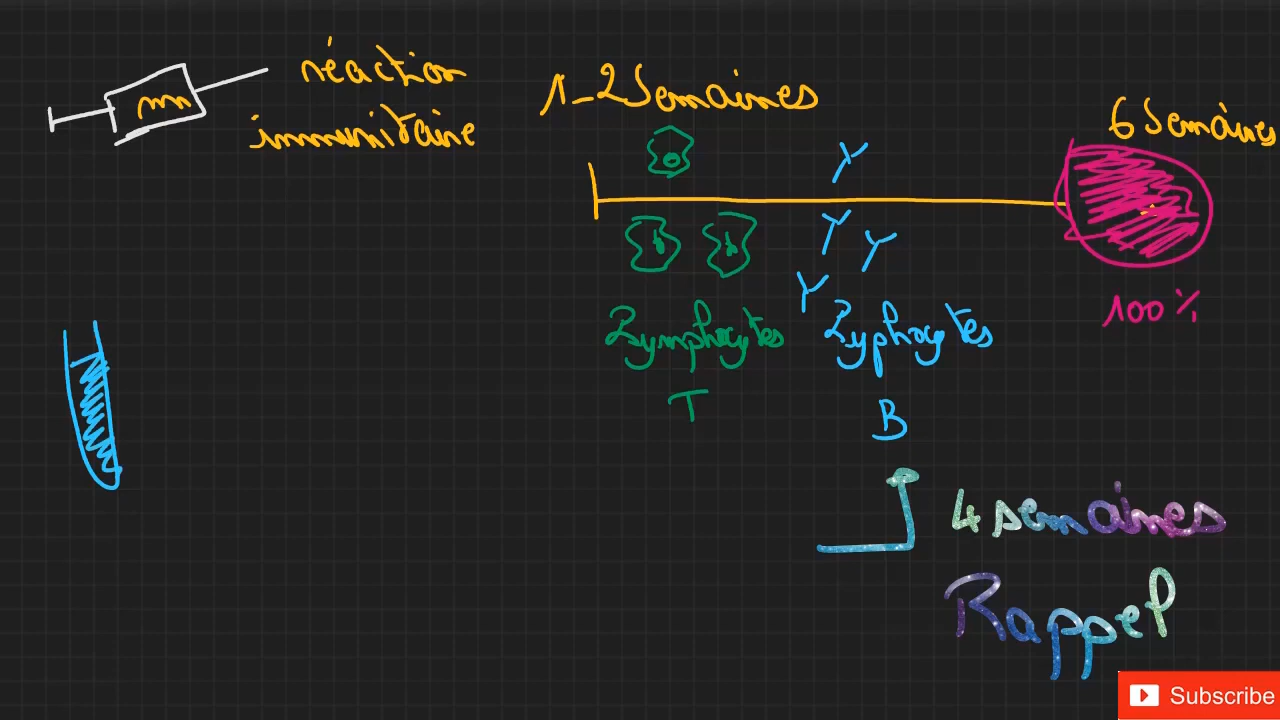 réaction
immunitaire
1-2 Semaines
6 Semaines
100%
Lymphocytes
T
Lyphocytes
B
4 semaines
Rappel
Subscribe